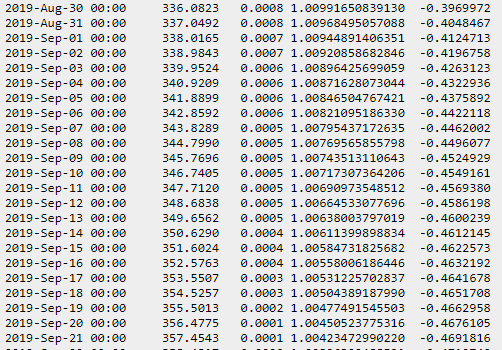 2019-Aug-30 00:00 336.0823 0.0008 1.00991650839130 -0.3969972
2019-Aug-31 00:00 337.0492 0.0008 1.00968495057088 -0.4048467
2019-Sep-01 00:00 338.0165 0.0007 1.00944891406351 -0.4124713
2019-Sep-02 00:00 338.9843 0.0007 1.00920858682846 -0.4196758
2019-Sep-03 00:00 339.9524 0.0006 1.00896425699059 -0.4263123
2019-Sep-04 00:00 340.9209 0.0006 1.00871628073044 -0.4322936
2019-Sep-05 00:00 341.8899 0.0006 1.00846504767421 -0.4375892
2019-Sep-06 00:00 342.8592 0.0006 1.00821095186330 -0.4422118
2019-Sep-07 00:00 343.8289 0.0005 1.00795437172635 -0.4462002
2019-Sep-08 00:00 344.7990 0.0005 1.00769565855798 -0.4496077
2019-Sep-09 00:00 345.7696 0.0005 1.00743513110643 -0.4524929
2019-Sep-10 00:00 346.7405 0.0005 1.00717307364206 -0.4549161
2019-Sep-11 00:00 347.7120 0.0005 1.00690973548512 -0.4569380
2019-Sep-12 00:00 348.6838 0.0005 1.00664533077696 -0.4586198
2019-Sep-13 00:00 349.6562 0.0005 1.00638003797019 -0.4600239
2019-Sep-14 00:00 350.6290 0.0004 1.00611399898834 -0.4612145
2019-Sep-15 00:00 351.6024 0.0004 1.00584731825682 -0.4622573
2019-Sep-16 00:00 352.5763 0.0004 1.00558006186446 -0.4632192
2019-Sep-17 00:00 353.5507 0.0003 1.00531225702837 -0.4641678
2019-Sep-18 00:00 354.5257 0.0003 1.00504389187990 -0.4651708
2019-Sep-19 00:00 355.5013 0.0002 1.00477491545503 -0.4662958
2019-Sep-20 00:00 356.4775 0.0001 1.00450523775316 -0.4676105
2019-Sep-21 00:00 357.4543 0.0001 1.00423472990220 -0.4691816